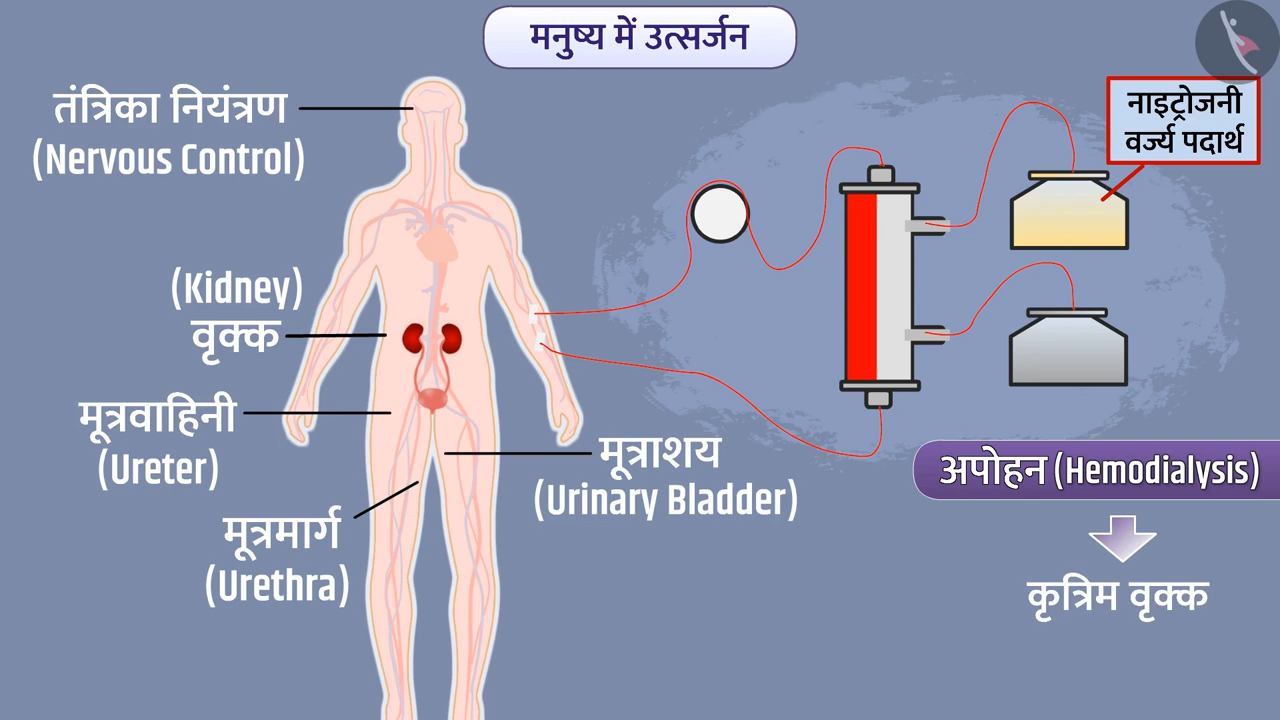 मनुष्य में उत्सर्जन
तंत्रिका नियंत्रण
(Nervous Control)
(Kidney)
वृक्क
मूत्रवाहिनी
(Ureter)
मूत्रमार्ग
(Urethra)
मूत्राशय
(Urinary Bladder)
नाइट्रोजनी
वर्ज्य पदार्थ
अपोहन (Hemodialysis)
कृत्रिम वृक्क